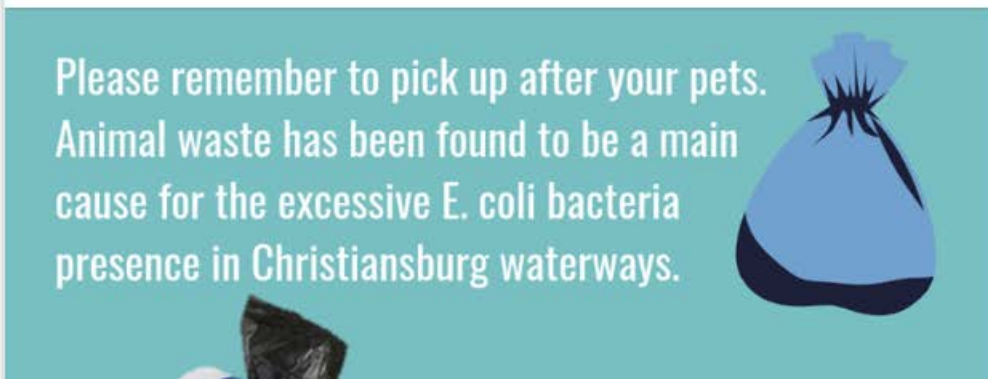 Please remember to pick up after your pets.
Animal waste has been found to be a main
cause for the excessive E. coli bacteria
presence in Christiansburg waterways.